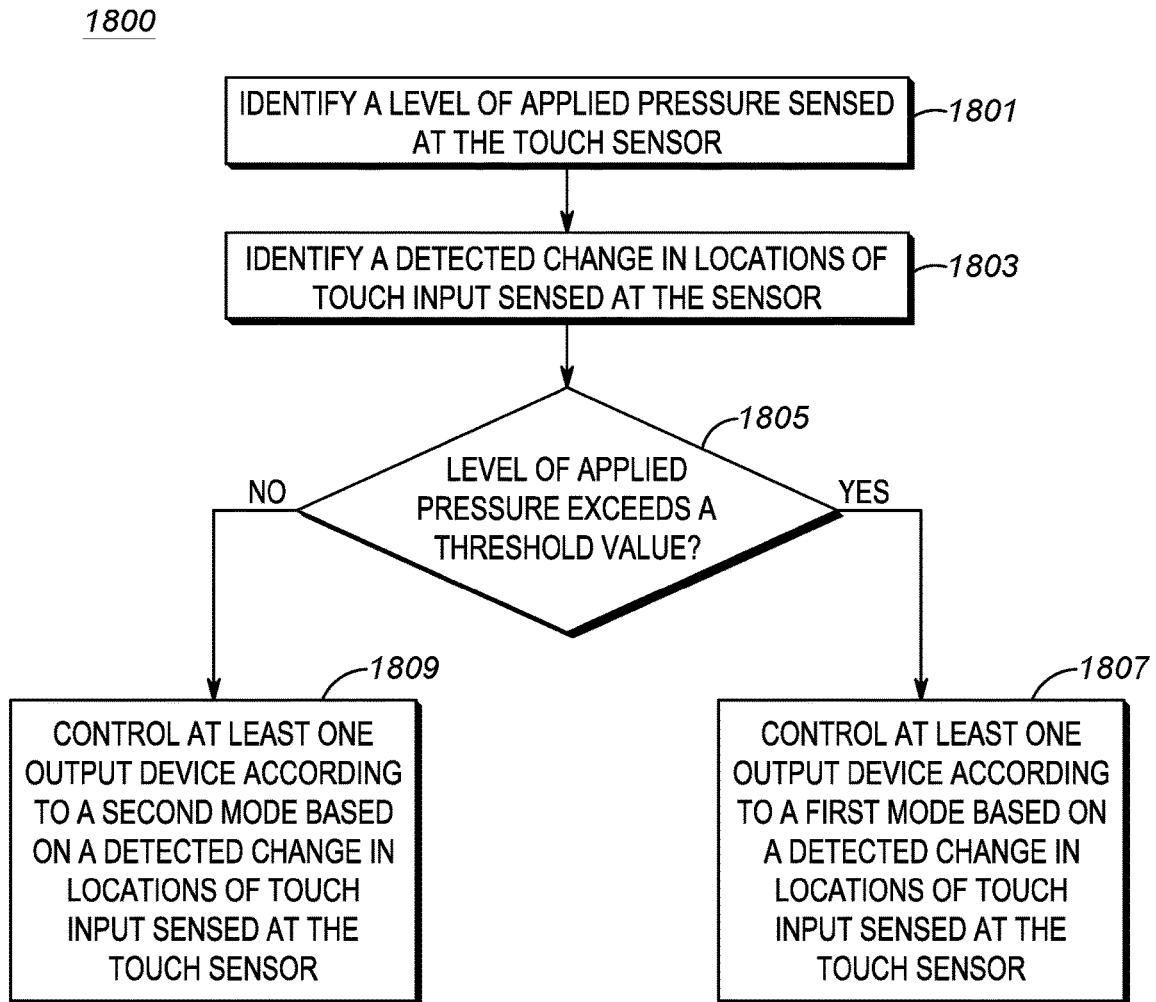 1800
IDENTIFY A LEVEL OF APPLIED PRESSURE SENSED
AT THE TOUCH SENSOR
1801
IDENTIFY A DETECTED CHANGE IN LOCATIONS OF
TOUCH INPUT SENSED AT THE SENSOR
1803
1805
LEVEL OF APPLIED
PRESSURE EXCEEDS A
THRESHOLD VALUE?
NO
YES
1809
CONTROL AT LEAST ONE
OUTPUT DEVICE ACCORDING
TO A SECOND MODE BASED
ON A DETECTED CHANGE IN
LOCATIONS OF TOUCH
INPUT SENSED AT THE
TOUCH SENSOR
1807
CONTROL AT LEAST ONE
OUTPUT DEVICE ACCORDING
TO A FIRST MODE BASED ON
A DETECTED CHANGE IN
LOCATIONS OF TOUCH
INPUT SENSED AT THE
TOUCH SENSOR